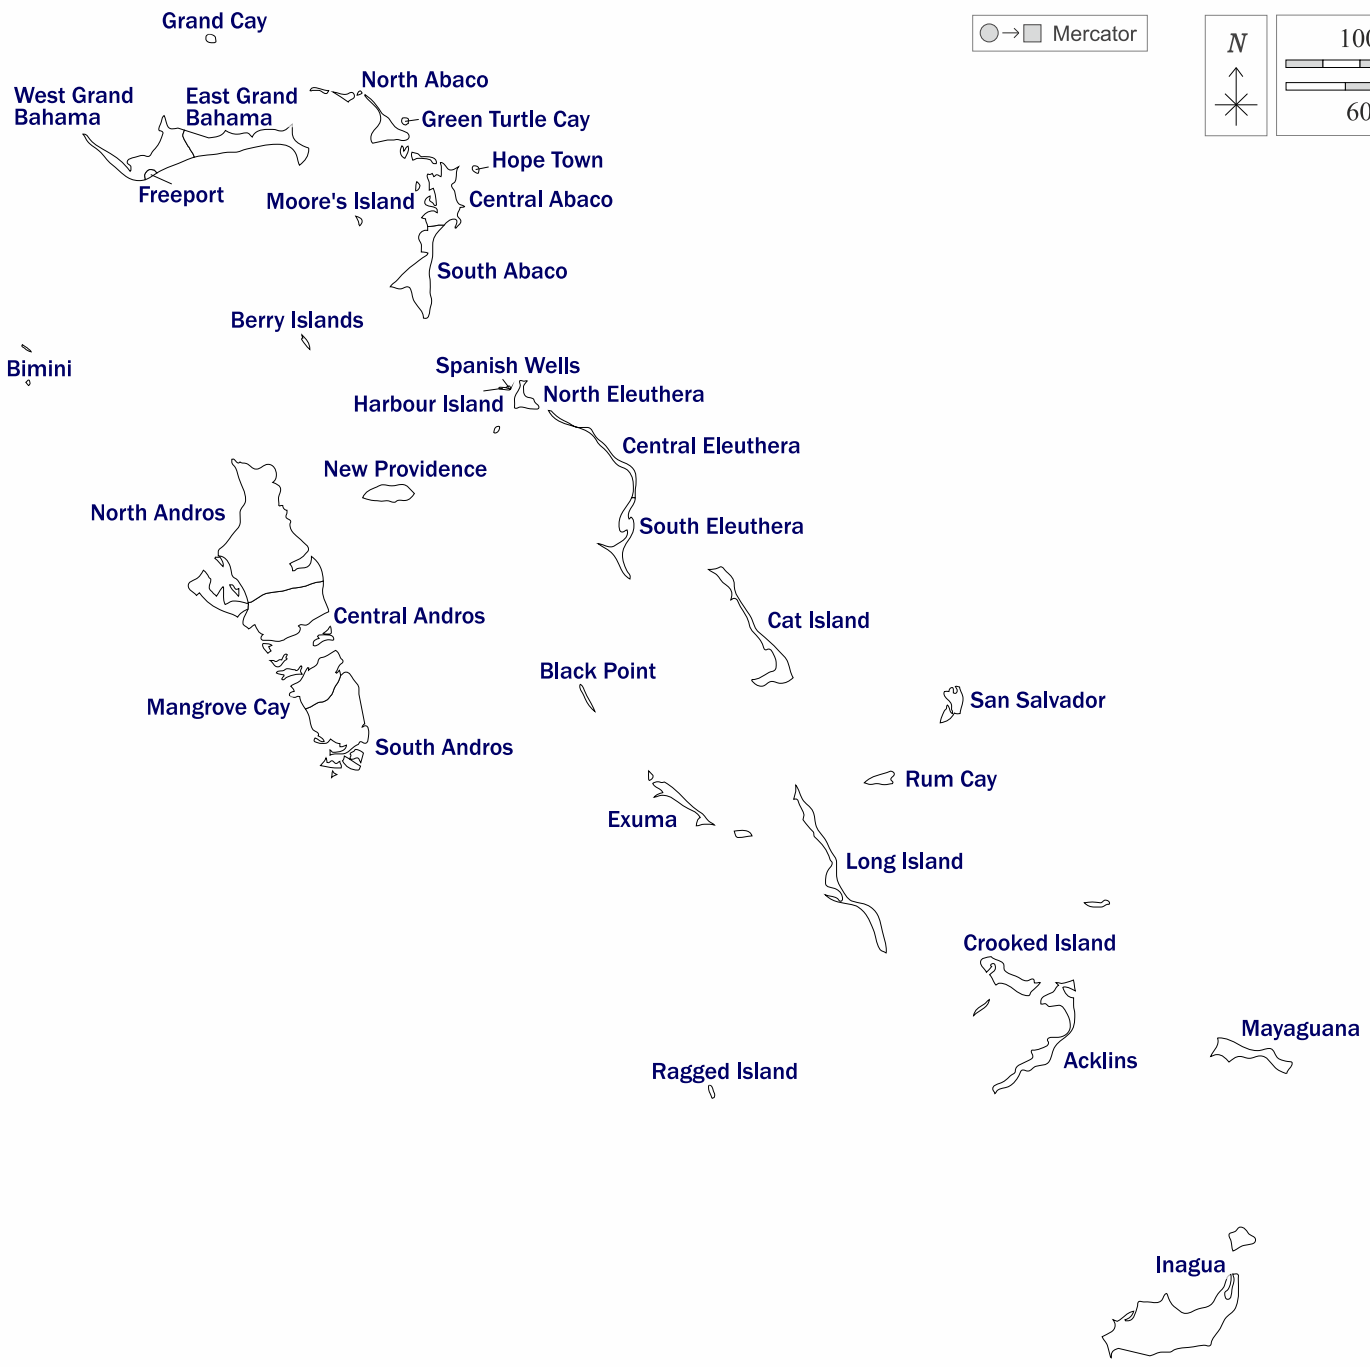 Grand Cay
Mercator
N
100
60
West Grand
Bahama
East Grand
Bahama
North Abaco
Green Turtle Cay
Hope Town
Freeport
Moore's Island
Central Abaco
South Abaco
Berry Islands
Bimini
Spanish Wells
North Eleuthera
Harbour Island
Central Eleuthera
New Providence
North Andros
South Eleuthera
Central Andros
Cat Island
Black Point
Mangrove Cay
San Salvador
South Andros
Rum Cay
Exuma
Long Island
Crooked Island
Mayaguana
Acklins
Ragged Island
Inagua